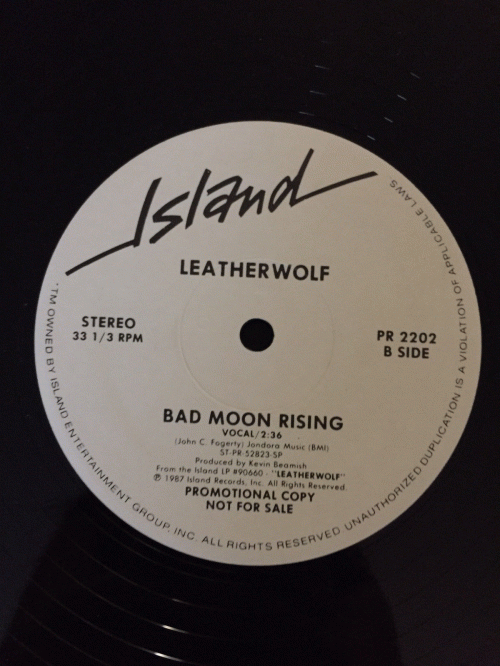 Island
LEATHERWOLF
STEREO
33 1/3 RPM
PR 2202
B SIDE
BAD MOON RISING
VOCAL/2:36
(John C. Fogerty) Jondora Music (BMI)
ST-PR-52823-SP
Produced by Kevin Beamish
From the Island LP #90660 - "LEATHERWOLF"
℗ 1987 Island Records, Inc. All Rights Reserved.
PROMOTIONAL COPY
NOT FOR SALE
*TM OWNED BY ISLAND ENTERTAINMENT GROUP, INC. ALL RIGHTS RESERVED. UNAUTHORIZED DUPLICATION IS A VIOLATION OF APPLICABLE LAWS.